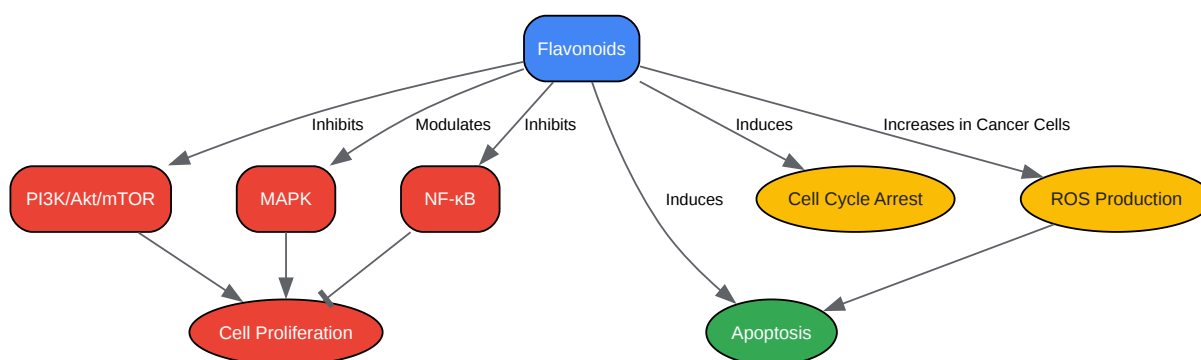 Flavonoids
Inhibits
Modulates
Inhibits
Induces
Increases in Cancer Cells
PI3K/Akt/mTOR
MAPK
NF-κB
Induces
Cell Cycle Arrest
ROS Production
Cell Proliferation
Apoptosis